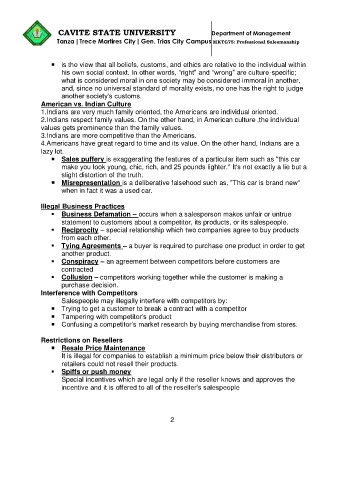 CAVITE STATE UNIVERSITY
Department of Management
Tanza | Trece Martires City | Gen. Trias City Campus
MKTG75: Professional Salesmanship
▪ is the view that all beliefs, customs, and ethics are relative to the individual within
his own social context. In other words, "right" and "wrong" are culture-specific;
what is considered moral in one society may be considered immoral in another,
and, since no universal standard of morality exists, no one has the right to judge
another society's customs.
American vs. Indian Culture
1.Indians are very much family oriented, the Americans are individual oriented.
2.Indians respect family values. On the other hand, in American culture .the individual
values gets prominence than the family values.
3.Indians are more competitive than the Americans.
4.Americans have great regard to time and its value. On the other hand, Indians are a
lazy lot.
▪ Sales puffery is exaggerating the features of a particular item such as "this car
make you look young, chic, rich, and 25 pounds lighter." It's not exactly a lie but a
slight distortion of the truth.
▪ Misrepresentation is a deliberative falsehood such as, "This car is brand new"
when in fact it was a used car.
Illegal Business Practices
▪ Business Defamation – occurs when a salesperson makes unfair or untrue
statement to customers about a competitor, its products, or its salespeople.
▪ Reciprocity – special relationship which two companies agree to buy products
from each other.
▪ Tying Agreements – a buyer is required to purchase one product in order to get
another product.
▪ Conspiracy – an agreement between competitors before customers are
contracted
▪ Collusion – competitors working together while the customer is making a
purchase decision.
Interference with Competitors
Salespeople may illegally interfere with competitors by:
▪ Trying to get a customer to break a contract with a competitor
▪ Tampering with competitor's product
▪ Confusing a competitor's market research by buying merchandise from stores.
Restrictions on Resellers
▪ Resale Price Maintenance
It is illegal for companies to establish a minimum price below their distributors or
retailers could not resell their products.
▪ Spiffs or push money
Special incentives which are legal only if the reseller knows and approves the
incentive and it is offered to all of the reseller's salespeople
2